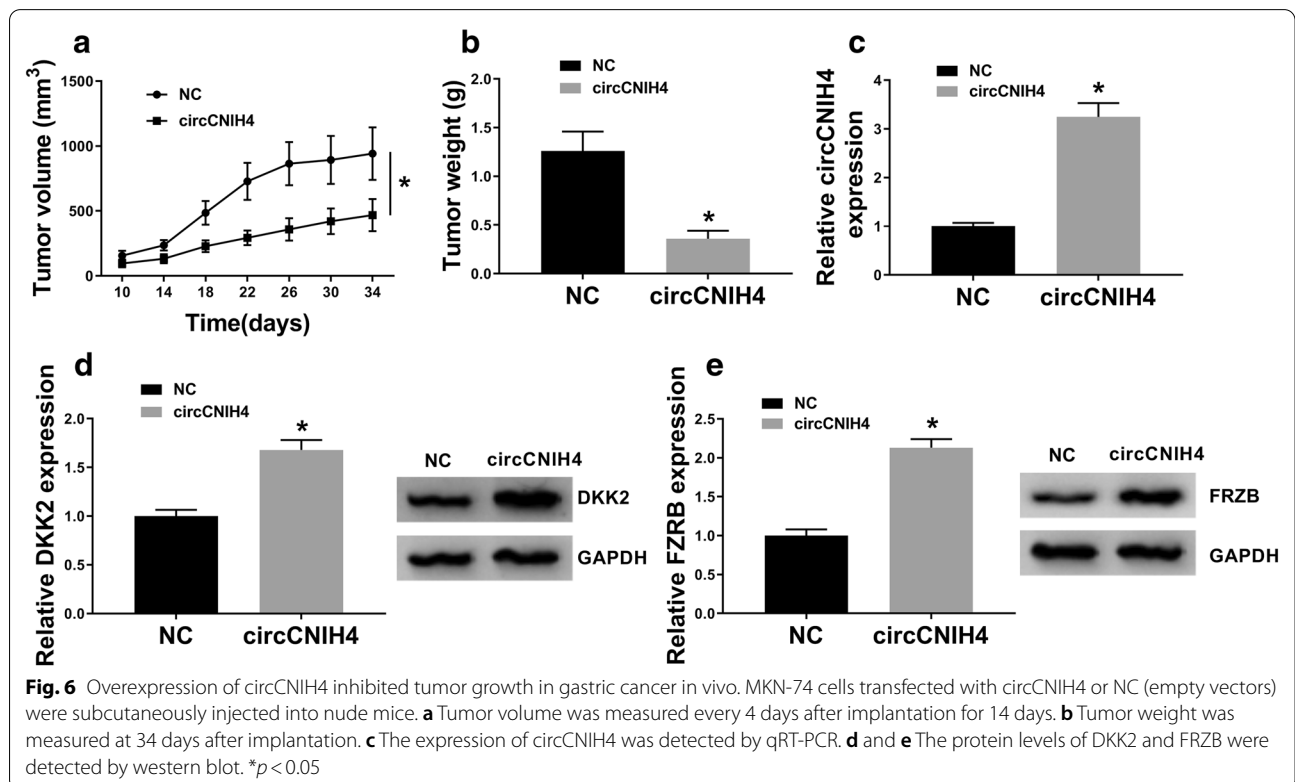 a
Tumor volume (mm³)
1500
1000
500
0
NC
circCNIH4
*
10 14 18 22 26 30 34
Time(days)
b
NC
circCNIH4
Tumor weight (g)
2.0
1.5
1.0
0.5
0.0
*
NC circCNIH4
c
NC
circCNIH4
Relative circCNIH4
expression
4
3
2
1
0
*
NC circCNIH4
d
NC
circCNIH4
Relative DKK2 expression
2.0
1.5
1.0
0.5
0.0
*
NC circCNIH4
NC circCNIH4
DKK2
GAPDH
e
NC
circCNIH4
Relative FZRB expression
2.5
2.0
1.5
1.0
0.5
0.0
*
NC circCNIH4
NC circCNIH4
FRZB
GAPDH
Fig. 6 Overexpression of circCNIH4 inhibited tumor growth in gastric cancer in vivo. MKN-74 cells transfected with circCNIH4 or NC (empty vectors)
were subcutaneously injected into nude mice. a Tumor volume was measured every 4 days after implantation for 14 days. b Tumor weight was
measured at 34 days after implantation. c The expression of circCNIH4 was detected by qRT-PCR. d and e The protein levels of DKK2 and FRZB were
detected by western blot. *p < 0.05